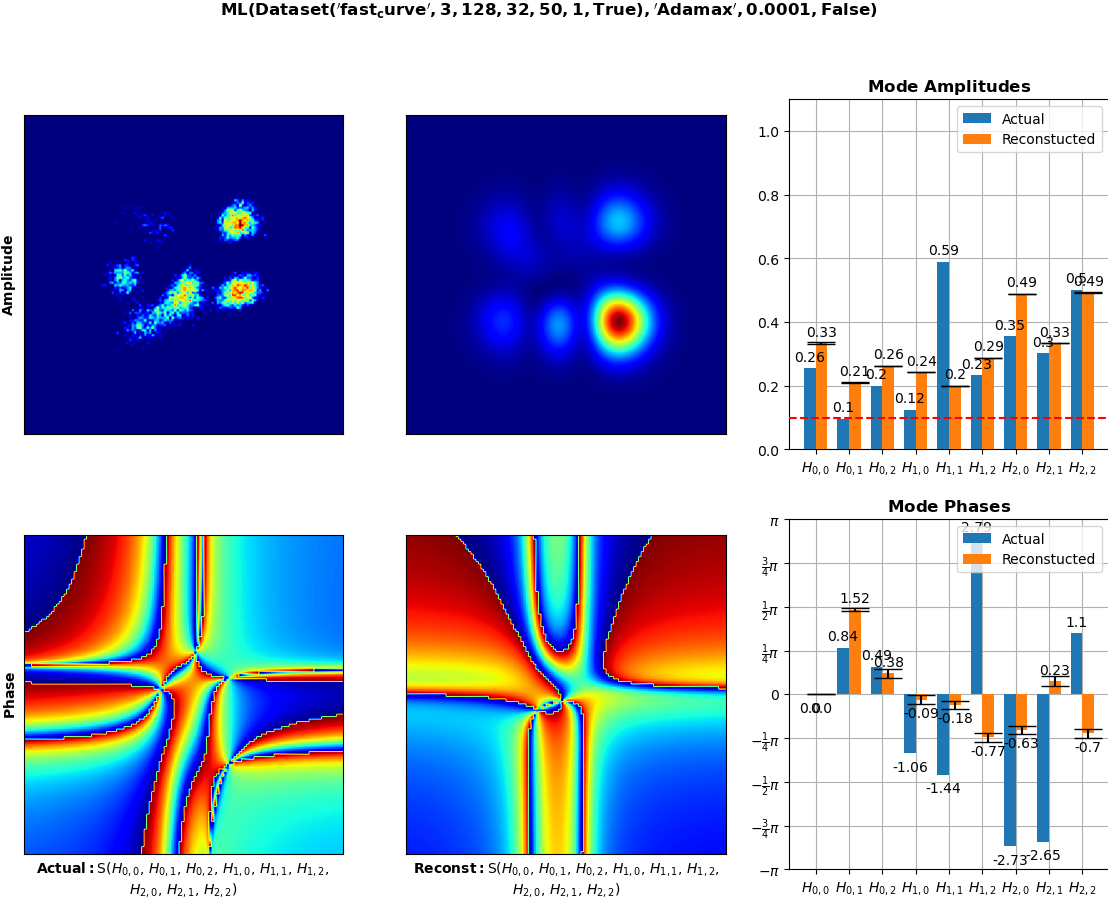 ML(Dataset('fast_curve', 3, 128, 32, 50, 1, True), 'Adamax', 0.0001, False)
Amplitude
Mode Amplitudes
Actual
Reconstucted
1.0
0.8
0.6
0.4
0.2
0.0
0.26
0.33
0.1
0.21
0.2
0.26
0.12
0.24
0.59
0.2
0.23
0.29
0.35
0.49
0.3
0.33
0.5
0.49
H0,0 H0,1 H0,2 H1,0 H1,1 H1,2 H2,0 H2,1 H2,2
Phase
Mode Phases
Actual
Reconstucted
π
3/4π
1/2π
1/4π
0
−1/4π
−1/2π
−3/4π
−π
0.0
0.0
0.84
1.52
0.49
0.38
-1.06
-0.09
-1.44
-0.18
2.79
-0.77
-2.73
-0.63
-2.65
0.23
1.1
-0.7
H0,0 H0,1 H0,2 H1,0 H1,1 H1,2 H2,0 H2,1 H2,2
Actual: S(H0,0, H0,1, H0,2, H1,0, H1,1, H1,2,
H2,0, H2,1, H2,2)
Reconst: S(H0,0, H0,1, H0,2, H1,0, H1,1, H1,2,
H2,0, H2,1, H2,2)